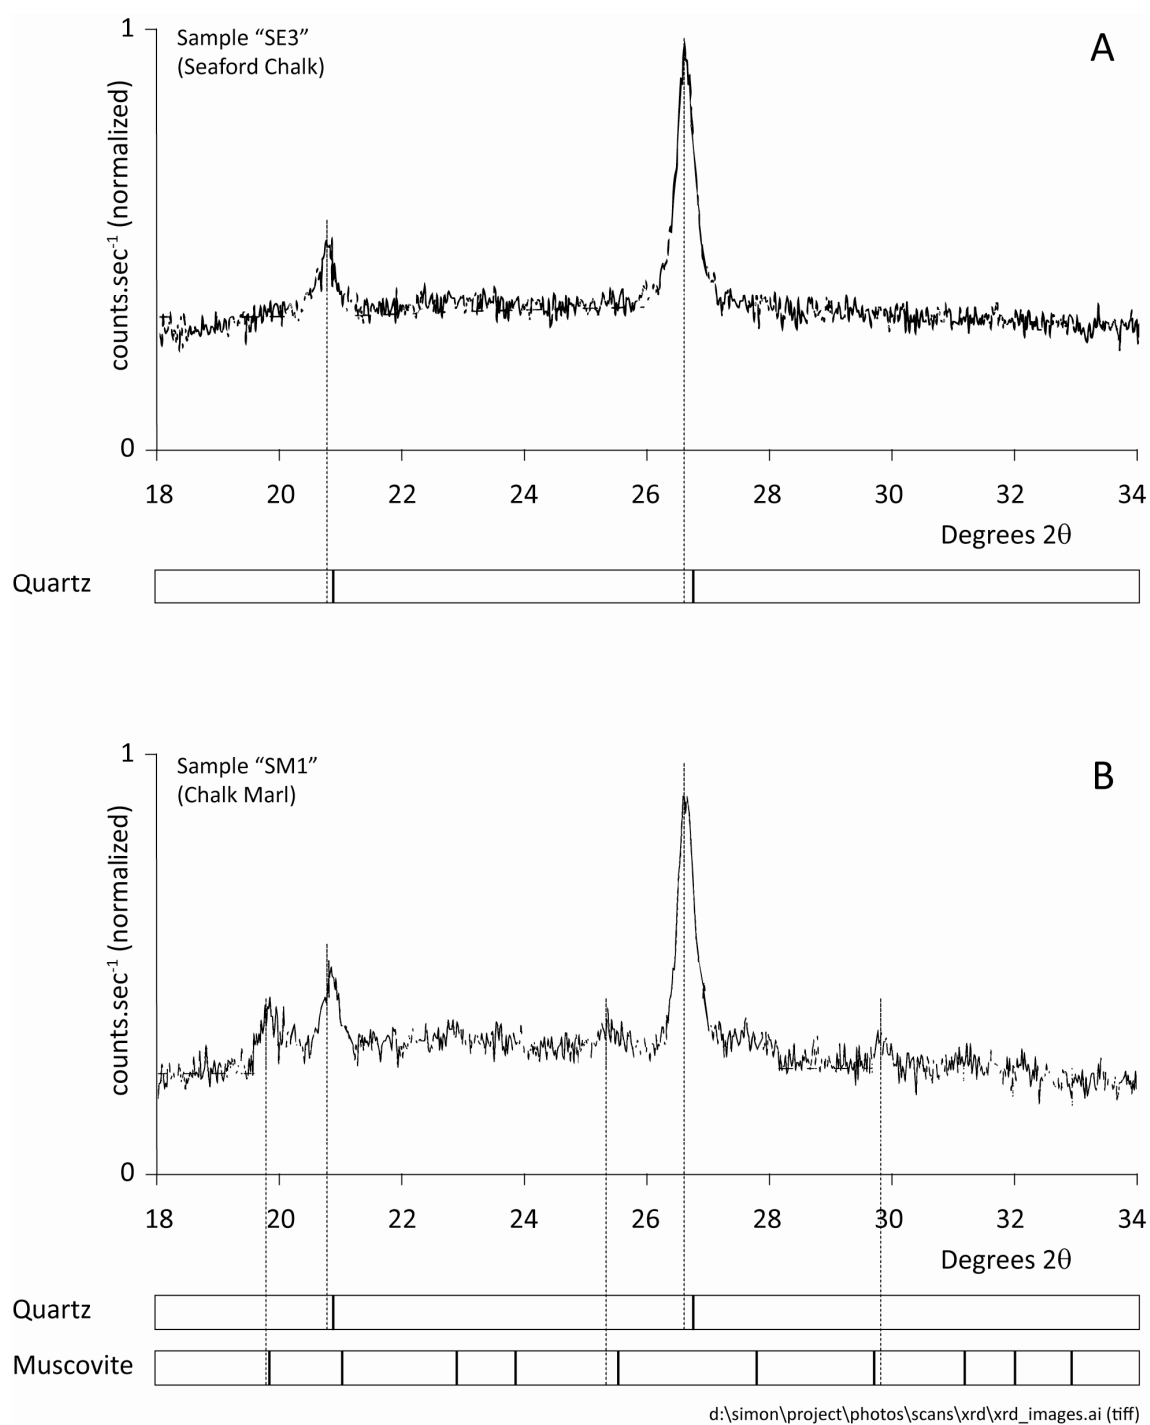 1
Sample “SE3”
(Seaford Chalk)
A
counts.sec-1 (normalized)
0
18 20 22 24 26 28 30 32 34
Degrees 2θ
Quartz
1
Sample “SM1”
(Chalk Marl)
B
counts.sec-1 (normalized)
0
18 20 22 24 26 28 30 32 34
Degrees 2θ
Quartz
Muscovite
d:\simon\project\photos\scans\xrd\xrd_images.ai (tiff)